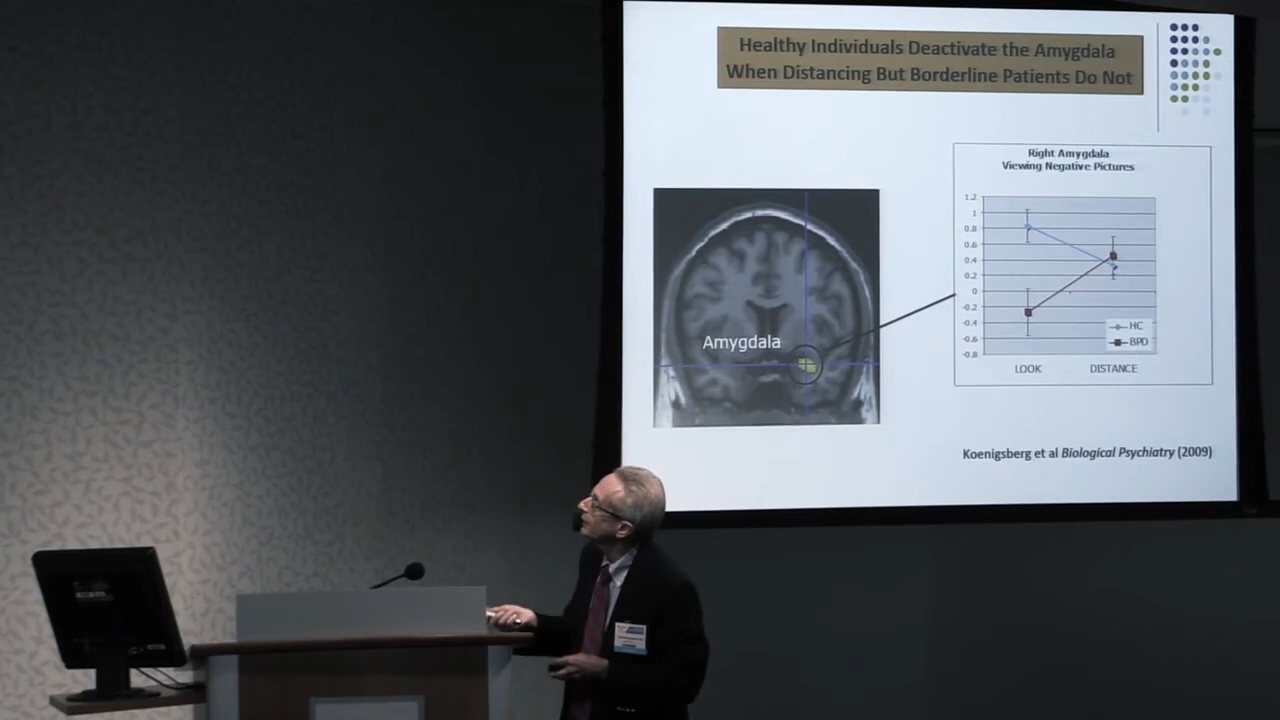 Healthy Individuals Deactivate the Amygdala
When Distancing But Borderline Patients Do Not
Right Amygdala
Viewing Negative Pictures
1.2
1
0.8
0.6
0.4
0.2
0
-0.2
-0.4
-0.6
-0.8
HC
BPD
LOOK DISTANCE
Amygdala
Koenigsberg et al Biological Psychiatry (2009)